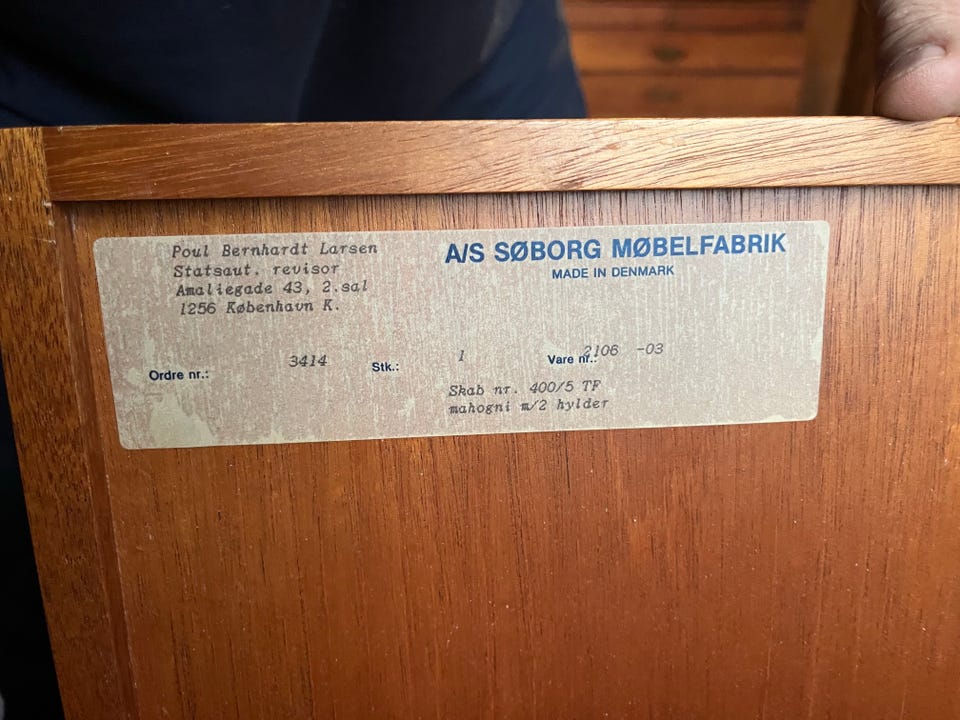 Poul Bernhardt Larsen
Statsaut. revisor
Amaliegade 43, 2.sal
1256 København K.
A/S SØBORG MØBELFABRIK
MADE IN DENMARK
Ordre nr.: 3414 Stk.: 1 Vare nr.: 2106 -03
Skab nr. 400/5 TF
mahogni m/2 hylder